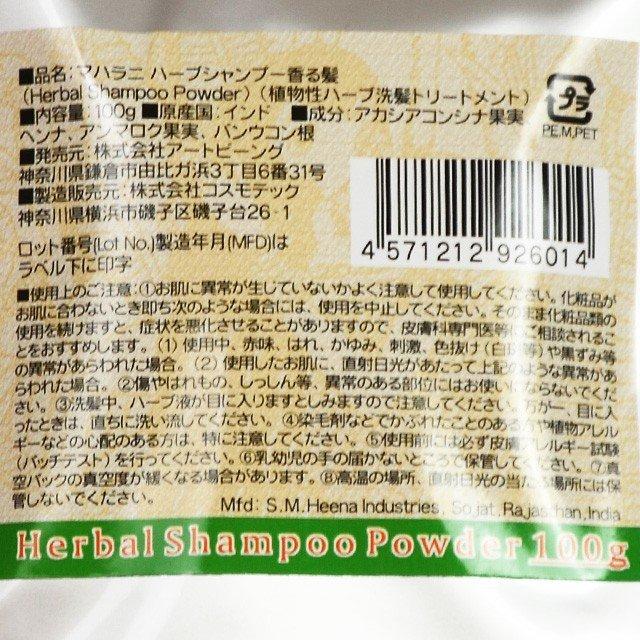 ■品名：マハラニ ハーブシャンプー香る髪
（Herbal Shampoo Powder）（植物性ハーブ洗髪トリートメント）
■内容量：100g ■原産国：インド ■成分：アカシアコンシナ果実
ヘンナ、アンマロク果実、バンウコン根
■発売元：株式会社アートビーング
神奈川県鎌倉市由比ガ浜3丁目6番31号
■製造販売元：株式会社コスモテック
神奈川県横浜市磯子区磯子台26-1
ロット番号(Lot No.)製造年月(MFD)は
ラベル下に印字
プラ
PE.M,PET
4 571212 926014
■使用上のご注意：①お肌に異常が生じていないかよく注意して使用してください。化粧品が
お肌に合わないとき即ち次のような場合には、使用を中止してください。そのまま化粧品類の
使用を続けますと、症状を悪化させることがありますので、皮膚科専門医等にご相談されるこ
とをおすすめします。（1）使用中、赤味、はれ、かゆみ、刺激、色抜け（白斑等）や黒ずみ等
の異常があらわれた場合。（2）使用したお肌に、直射日光があたって上記のような異常があ
らわれた場合。②傷やはれもの、しっしん等、異常のある部位にはお使いにならないでくださ
い。③洗髪中、ハーブ液が目に入りますとしみますので注意してください。万が一、目に入
ったときは、直ちに洗い流してください。④染毛剤などでかぶれたことのある方や植物アレル
ギーなどの心配のある方は、特に注意してください。⑤使用前には必ず皮膚アレルギー試験
（パッチテスト）を行ってください。⑥乳幼児の手の届かないところで保管してください。⑦真
空パックの真空度が緩くなる場合があります。⑧高温の場所、直射日光の当たる場所には保
管しないでください。
Mfd: S.M.Heena Industries, Sojat, Rajasthan, India
Herbal Shampoo Powder 100g